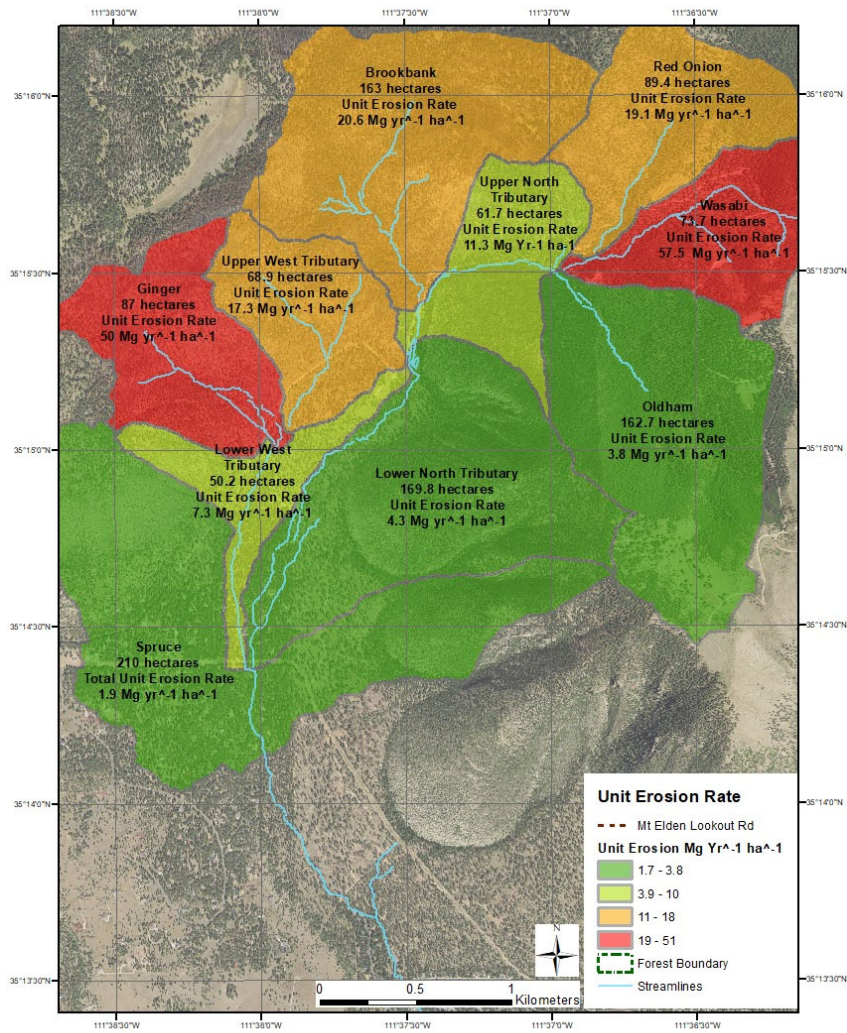 111°38'30"W 111°38'0"W 111°37'30"W 111°37'0"W 111°36'30"W
35°16'0"N
35°16'0"N
35°15'30"N
35°15'30"N
35°15'0"N
35°15'0"N
35°14'30"N
35°14'30"N
35°14'0"N
35°14'0"N
35°13'30"N
35°13'30"N
Brookbank
163 hectares
Unit Erosion Rate
20.6 Mg yr^-1 ha^-1
Red Onion
89.4 hectares
Unit Erosion Rate
19.1 Mg yr^-1 ha^-1
Upper North
Tributary
61.7 hectares
Unit Erosion Rate
11.3 Mg Yr-1 ha-1
Wasabi
73.7 hectares
Unit Erosion Rate
57.5 Mg yr^-1 ha^-1
Upper West Tributary
68.9 hectares
Unit Erosion Rate
17.3 Mg yr^-1 ha^-1
Ginger
87 hectares
Unit Erosion Rate
50 Mg yr^-1 ha^-1
Oldham
162.7 hectares
Unit Erosion Rate
3.8 Mg yr^-1 ha^-1
Lower West
Tributary
50.2 hectares
Unit Erosion Rate
7.3 Mg yr^-1 ha^-1
Lower North Tributary
169.8 hectares
Unit Erosion Rate
4.3 Mg yr^-1 ha^-1
Spruce
210 hectares
Total Unit Erosion Rate
1.9 Mg yr^-1 ha^-1
Unit Erosion Rate
Mt Elden Lookout Rd
Unit Erosion Mg Yr^-1 ha^-1
1.7 - 3.8
3.9 - 10
11 - 18
19 - 51
Forest Boundary
Streamlines
N
0 0.5 1
Kilometers
111°38'30"W 111°38'0"W 111°37'30"W 111°37'0"W 111°36'30"W